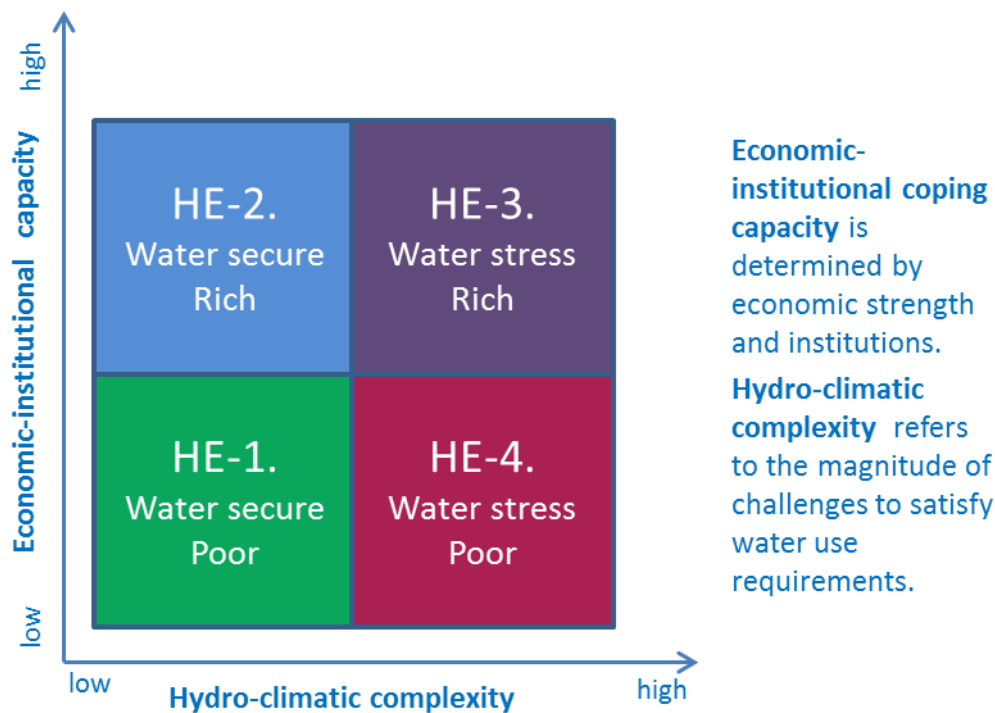 high
Economic-institutional capacity
low
HE-2.
Water secure
Rich
HE-3.
Water stress
Rich
HE-1.
Water secure
Poor
HE-4.
Water stress
Poor
low
Hydro-climatic complexity
high
Economic-
institutional coping
capacity is
determined by
economic strength
and institutions.
Hydro-climatic
complexity refers
to the magnitude of
challenges to satisfy
water use
requirements.